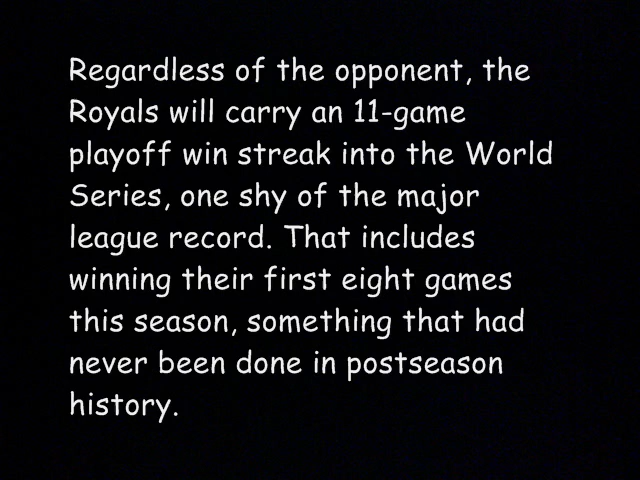 Regardless of the opponent, the
Royals will carry an 11-game
playoff win streak into the World
Series, one shy of the major
league record. That includes
winning their first eight games
this season, something that had
never been done in postseason
history.